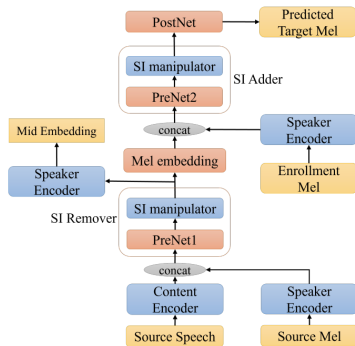 PostNet
Predicted
Target Mel
SI manipulator
SI Adder
PreNet2
concat
Speaker
Encoder
Mid Embedding
Mel embedding
Enrollment
Mel
Speaker
Encoder
SI manipulator
SI Remover
PreNet1
concat
Content
Encoder
Speaker
Encoder
Source Speech
Source Mel